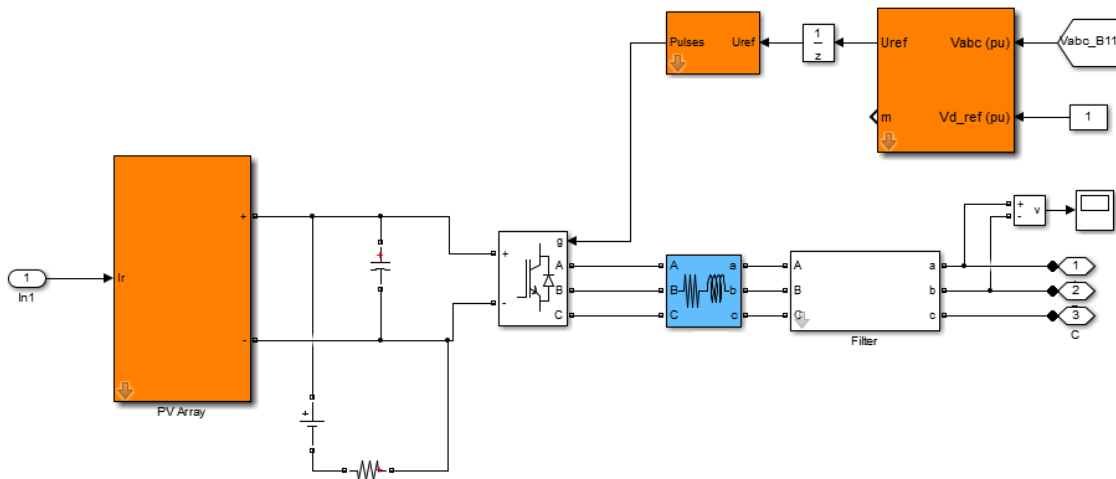 Pulses
Uref
1
z
Uref
Vabc (pu)
Vabc_B11
m
Vd_ref (pu)
1
+
-
v
1
In1
Ir
+
-
PV Array
+
+
-
g
A
B
C
A
B
C
a
b
c
A
B
C
a
b
c
Filter
1
2
3
C
+